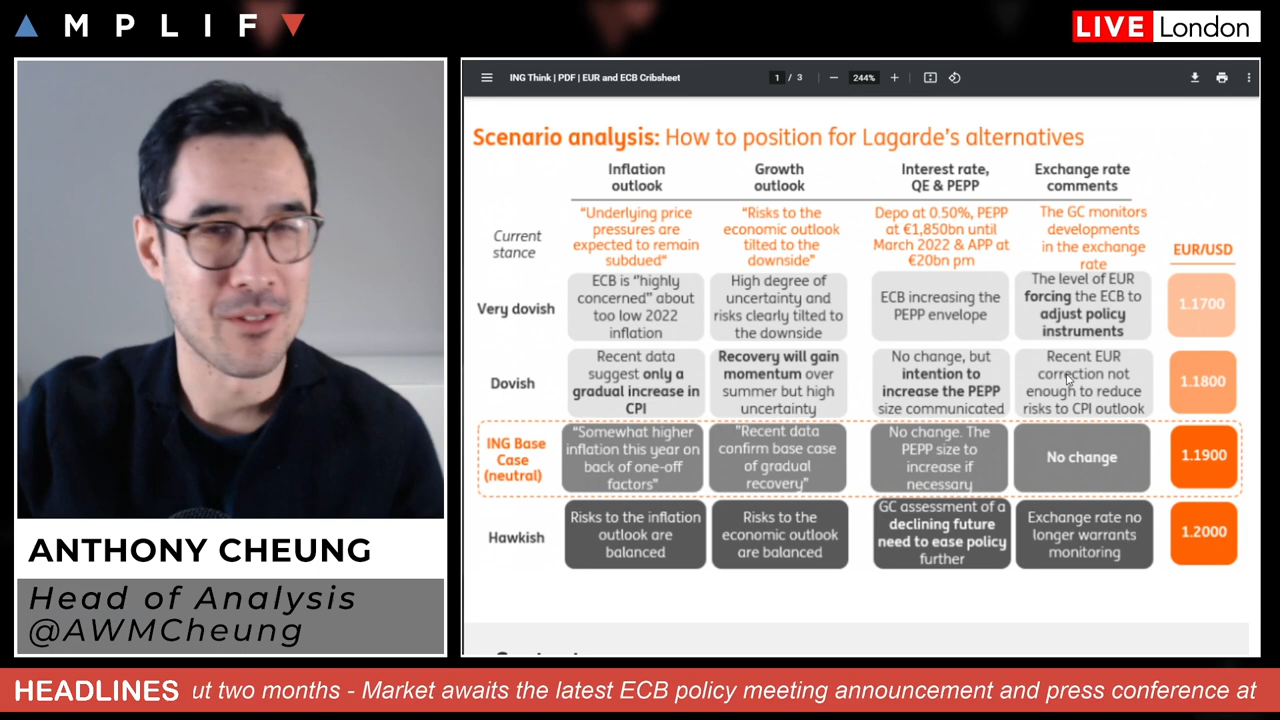 AMPLIFY
LIVE London
ING Think | PDF | EUR and ECB Cribsheet
1 / 3
244%
Scenario analysis: How to position for Lagarde's alternatives
Inflation
outlook
Growth
outlook
Interest rate,
QE & PEPP
Exchange rate
comments
Current
stance
"Underlying price
pressures are
expected to remain
subdued"
"Risks to the
economic outlook
tilted to the
downside"
Depo at 0.50%, PEPP
at €1,850bn until
March 2022 & APP at
€20bn pm
The GC monitors
developments
in the exchange
rate
EUR/USD
Very dovish
ECB is "highly
concerned" about
too low 2022
inflation
High degree of
uncertainty and
risks clearly tilted to
the downside
ECB increasing the
PEPP envelope
The level of EUR
forcing the ECB to
adjust policy
instruments
1.1700
Dovish
Recent data
suggest only a
gradual increase in
CPI
Recovery will gain
momentum over
summer but high
uncertainty
No change, but
intention to
increase the PEPP
size communicated
Recent EUR
correction not
enough to reduce
risks to CPI outlook
1.1800
ING Base
Case
(neutral)
"Somewhat higher
inflation this year on
back of one-off
factors"
"Recent data
confirm base case
of gradual
recovery"
No change. The
PEPP size to
increase if
necessary
No change
1.1900
Hawkish
Risks to the inflation
outlook are
balanced
Risks to the
economic outlook
are balanced
GC assessment of a
declining future
need to ease policy
further
Exchange rate no
longer warrants
monitoring
1.2000
ANTHONY CHEUNG
Head of Analysis
@AWMCheung
HEADLINES ut two months - Market awaits the latest ECB policy meeting announcement and press conference at